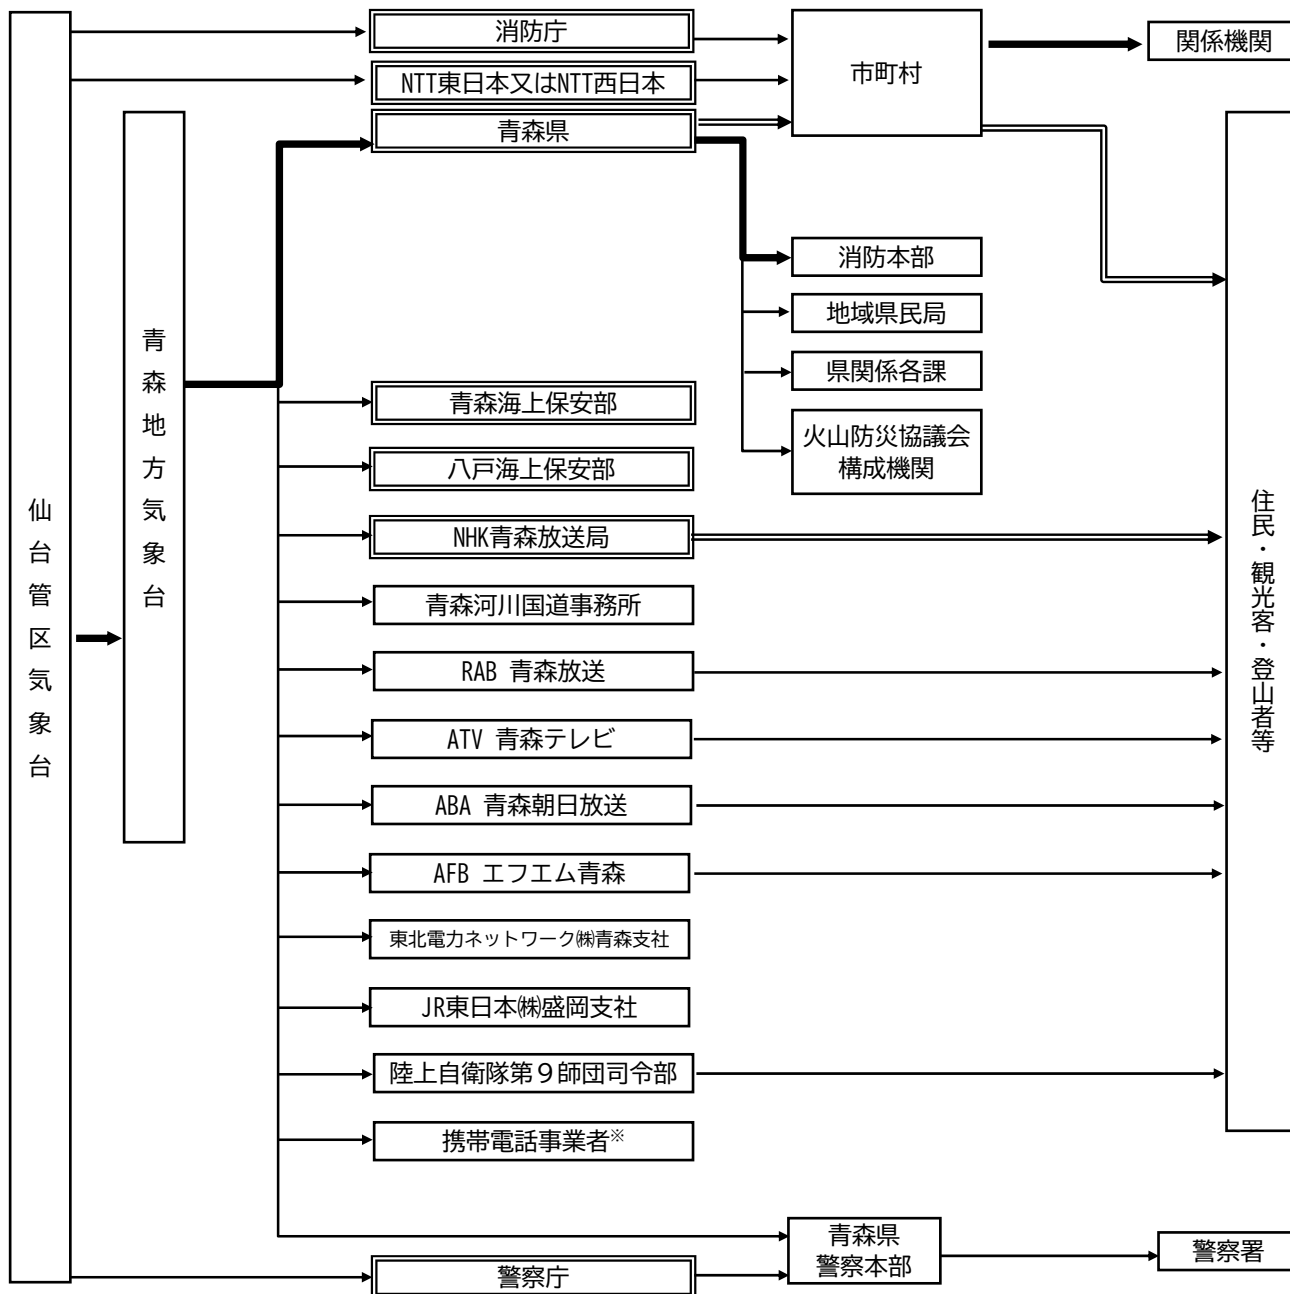 消防庁
NTT東日本又はNTT西日本
青森県
市町村
関係機関
消防本部
地域県民局
県関係各課
火山防災協議会
構成機関
仙台管区気象台
青森地方気象台
青森海上保安部
八戸海上保安部
NHK青森放送局
青森河川国道事務所
RAB 青森放送
ATV 青森テレビ
ABA 青森朝日放送
AFB エフエム青森
東北電力ネットワーク㈱青森支社
JR東日本㈱盛岡支社
陸上自衛隊第９師団司令部
携帯電話事業者※
住民・観光客・登山者等
青森県
警察本部
警察署
警察庁